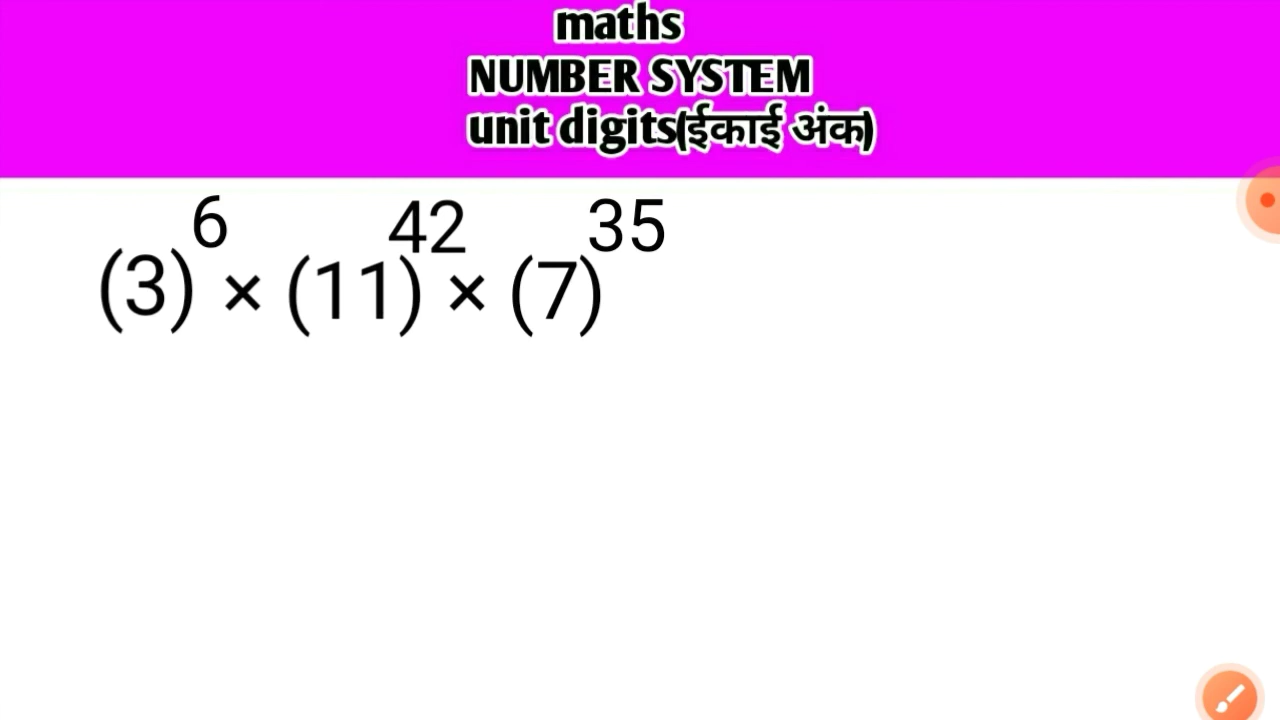 maths
NUMBER SYSTEM
unit digits(ईकाई अंक)
(3)⁶ × (11)⁴² × (7)³⁵